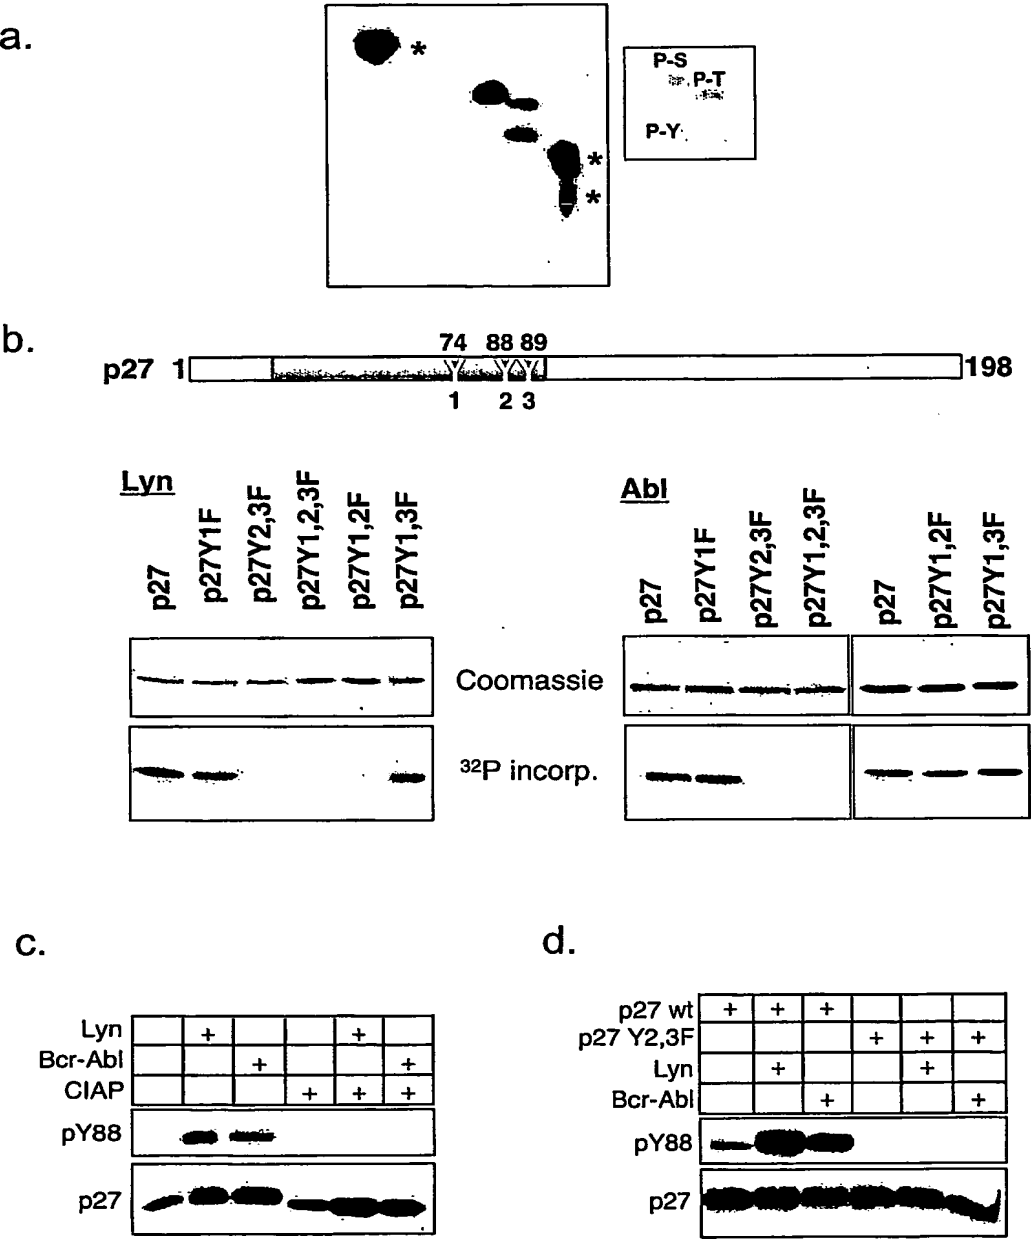 a.
*
*
*
P-S
P-T
P-Y
b.
74 88 89
p27 1 198
1 2 3
Lyn
p27
p27Y1F
p27Y2,3F
p27Y1,2,3F
p27Y1,2F
p27Y1,3F
Abl
p27
p27Y1F
p27Y2,3F
p27Y1,2,3F
p27
p27Y1,2F
p27Y1,3F
Coomassie
32P incorp.
c.
Lyn + +
Bcr-Abl + +
CIAP + + +
pY88
p27
d.
p27 wt + + +
p27 Y2,3F + + +
Lyn + +
Bcr-Abl + +
pY88
p27